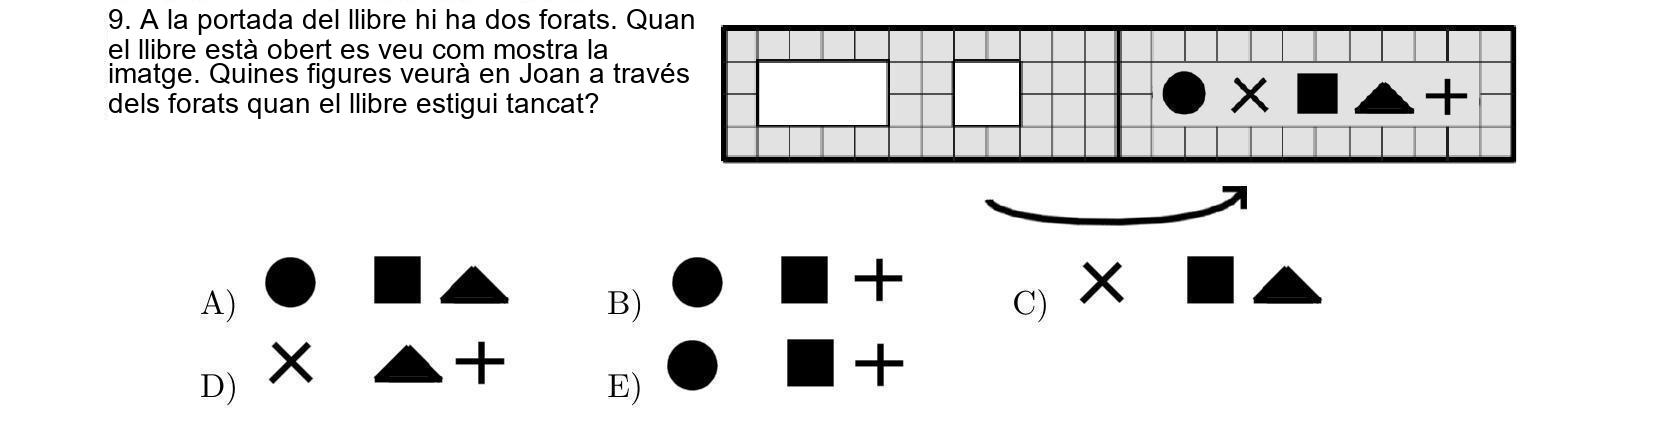 9. A la portada del llibre hi ha dos forats. Quan
el llibre està obert es veu com mostra la
imatge. Quines figures veurà en Joan a través
dels forats quan el llibre estigui tancat?
A)
B)
C)
D)
E)